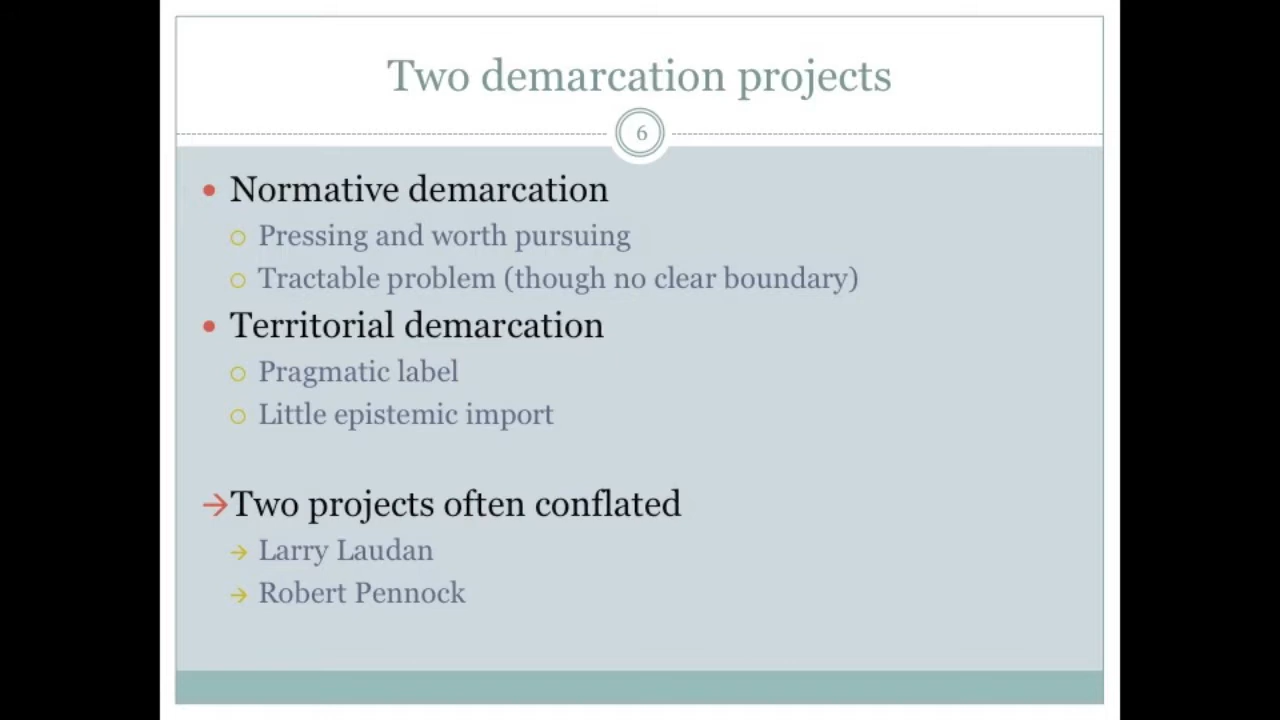 Two demarcation projects
6
• Normative demarcation
○ Pressing and worth pursuing
○ Tractable problem (though no clear boundary)
• Territorial demarcation
○ Pragmatic label
○ Little epistemic import
→Two projects often conflated
→ Larry Laudan
→ Robert Pennock